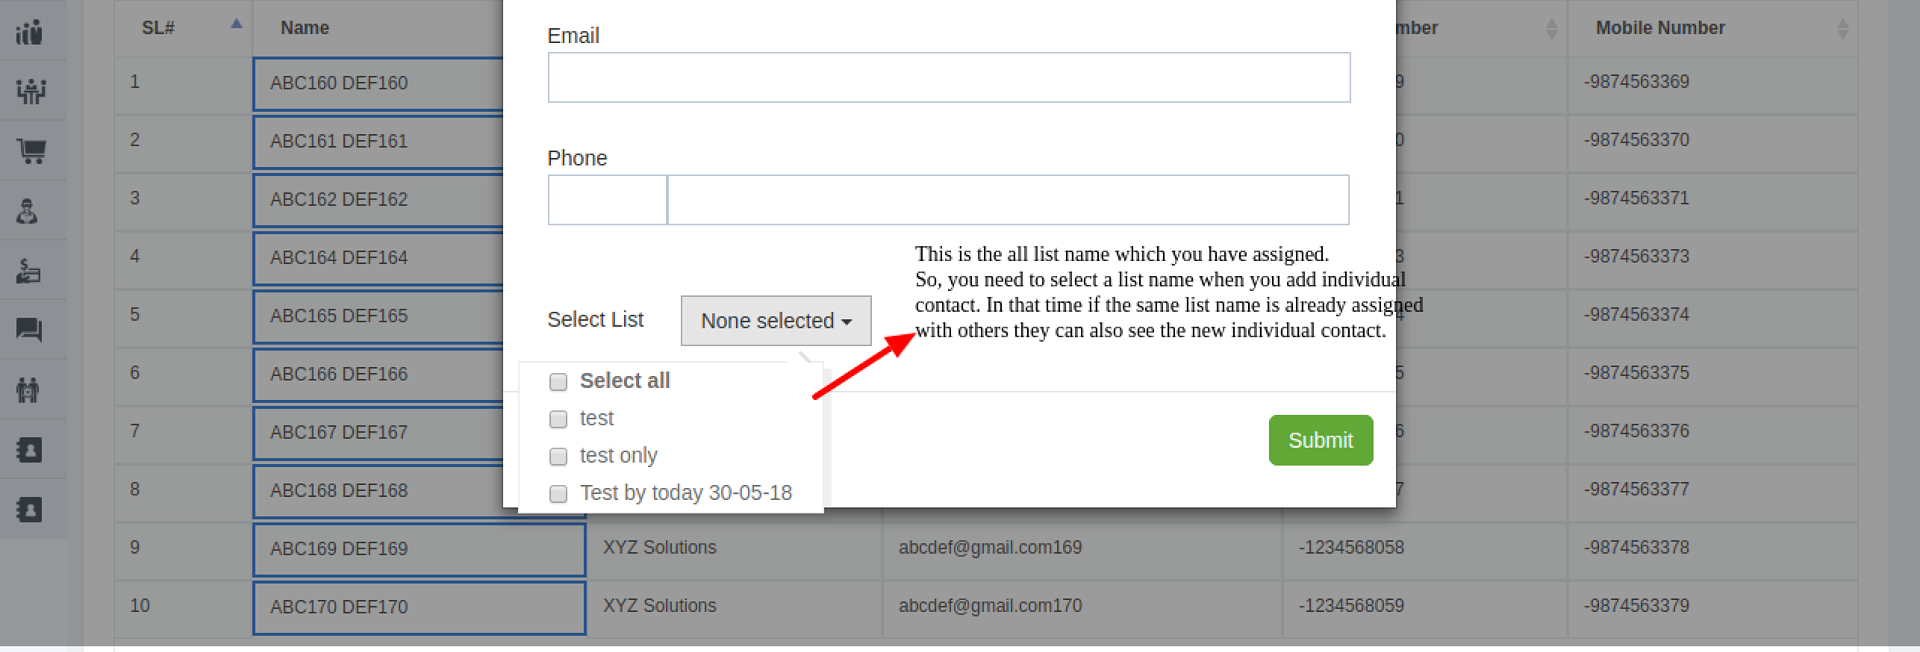 SL#
Name
mber
Mobile Number
Email
Phone
Select List
None selected
Select all
test
test only
Test by today 30-05-18
This is the all list name which you have assigned.
So, you need to select a list name when you add individual
contact. In that time if the same list name is already assigned
with others they can also see the new individual contact.
Submit
1 ABC160 DEF160 9 -9874563369
2 ABC161 DEF161 0 -9874563370
3 ABC162 DEF162 1 -9874563371
4 ABC164 DEF164 3 -9874563373
5 ABC165 DEF165 4 -9874563374
6 ABC166 DEF166 5 -9874563375
7 ABC167 DEF167 6 -9874563376
8 ABC168 DEF168 7 -9874563377
9 ABC169 DEF169 XYZ Solutions abcdef@gmail.com169 -1234568058 -9874563378
10 ABC170 DEF170 XYZ Solutions abcdef@gmail.com170 -1234568059 -9874563379